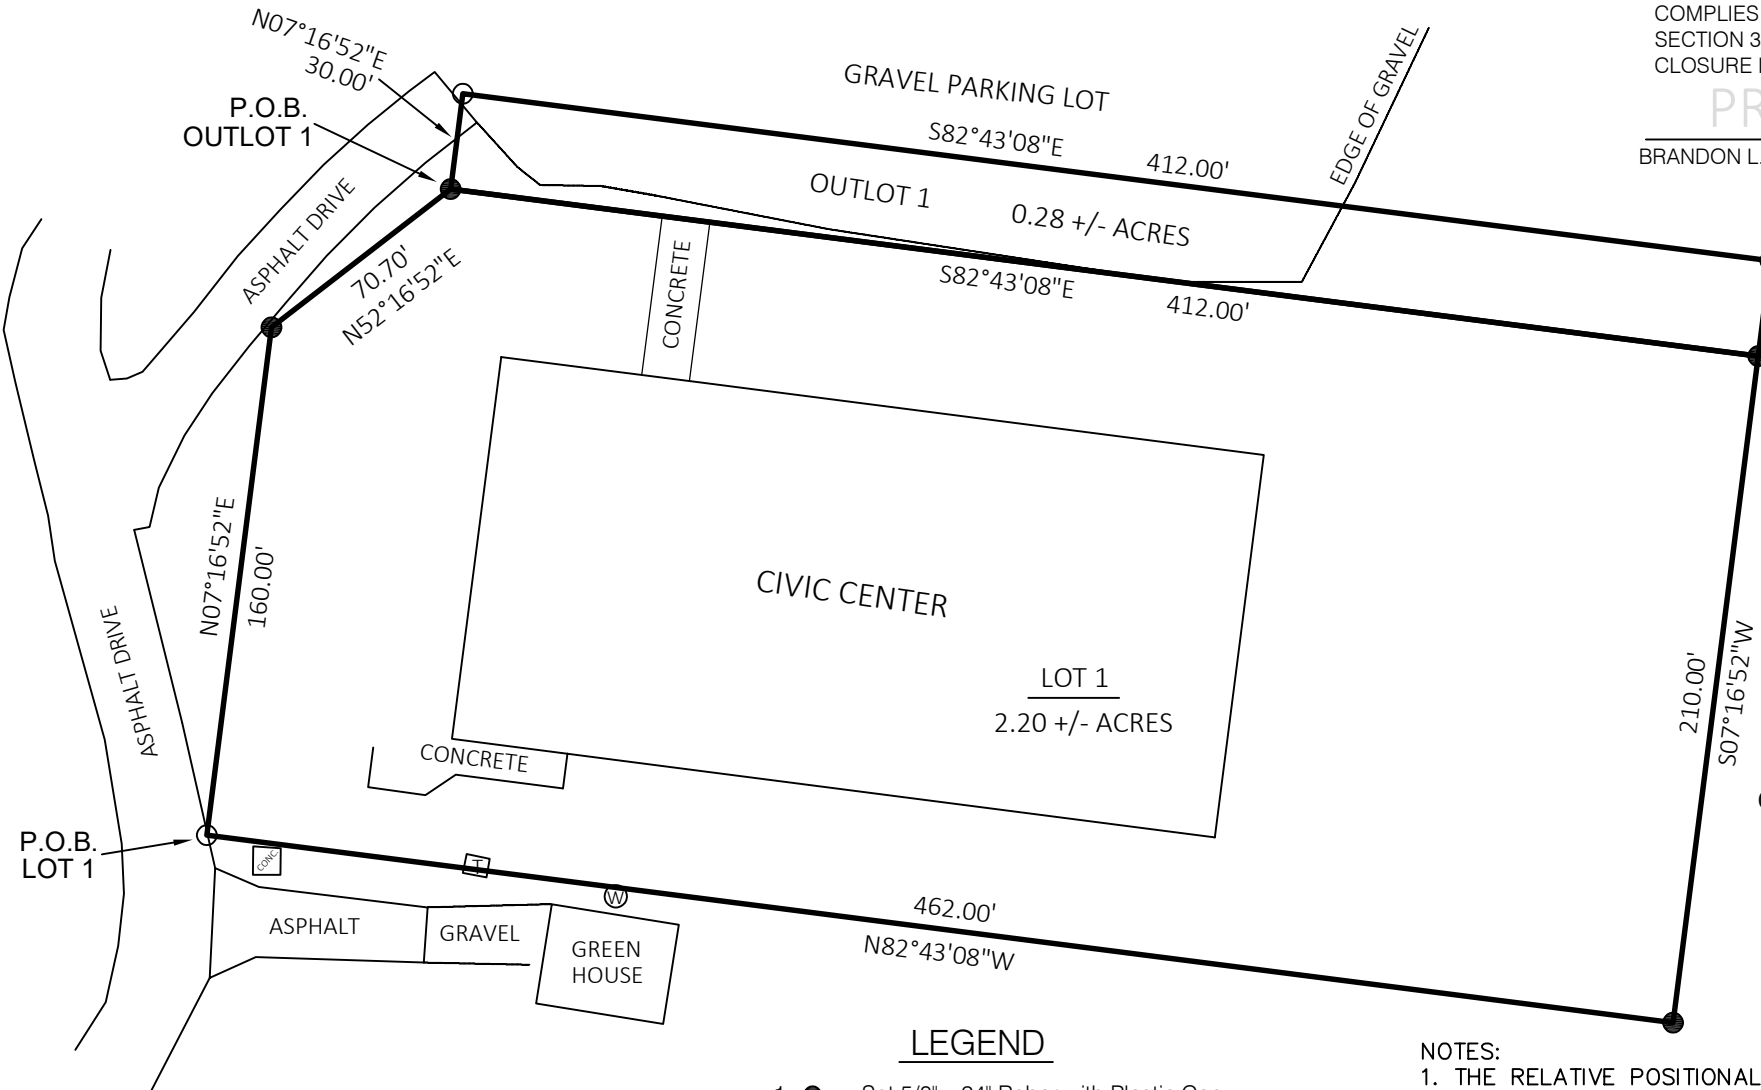 COMPLIES
SECTION 3
CLOSURE
PR
BRANDON L.
N07°16'52"E
30.00'
P.O.B.
OUTLOT 1
GRAVEL PARKING LOT
EDGE OF GRAVEL
S82°43'08"E
412.00'
OUTLOT 1
0.28 +/- ACRES
ASPHALT DRIVE
70.70'
N52°16'52"E
CONCRETE
S82°43'08"E
412.00'
N07°16'52"E
160.00'
CIVIC CENTER
LOT 1
2.20 +/- ACRES
210.00'
S07°16'52"W
ASPHALT DRIVE
CONCRETE
P.O.B.
LOT 1
CONC.
T
W
462.00'
N82°43'08"W
ASPHALT
GRAVEL
GREEN
HOUSE
LEGEND
NOTES:
1. THE RELATIVE POSITIONAL